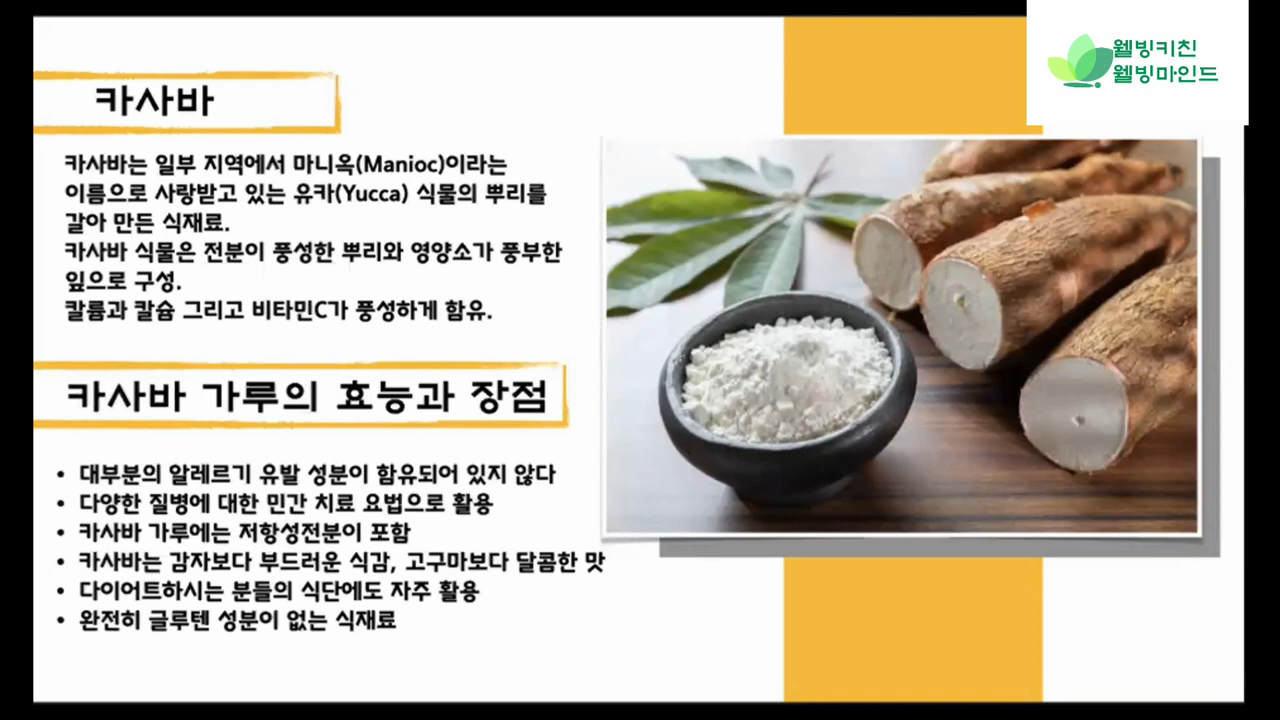 웰빙키친
웰빙마인드
카사바
카사바는 일부 지역에서 마니옥(Manioc)이라는
이름으로 사랑받고 있는 유카(Yucca) 식물의 뿌리를
갈아 만든 식재료.
카사바 식물은 전분이 풍성한 뿌리와 영양소가 풍부한
잎으로 구성.
칼륨과 칼슘 그리고 비타민C가 풍성하게 함유.
카사바 가루의 효능과 장점
• 대부분의 알레르기 유발 성분이 함유되어 있지 않다
• 다양한 질병에 대한 민간 치료 요법으로 활용
• 카사바 가루에는 저항성전분이 포함
• 카사바는 감자보다 부드러운 식감, 고구마보다 달콤한 맛
• 다이어트하시는 분들의 식단에도 자주 활용
• 완전히 글루텐 성분이 없는 식재료